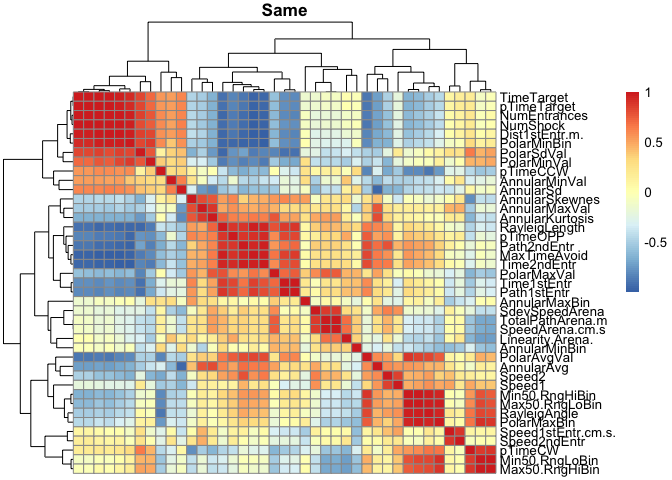 Same
TimeTarget
pTimeTarget
NumEntrances
NumShock
Dist1stEntr.m.
PolarMinBin
PolarSdVal
PolarMinVal
pTimeCCW
AnnularMinVal
AnnularSd
AnnularSkewnes
AnnularMaxVal
AnnularKurtosis
RayleigLength
pTimeOPP
Path2ndEntr
MaxTimeAvoid
Time2ndEntr
PolarMaxVal
Time1stEntr
Path1stEntr
AnnularMaxBin
SdevSpeedArena
TotalPathArena.m
SpeedArena.cm.s
Linearity.Arena.
AnnularMinBin
PolarAvgVal
AnnularAvg
Speed2
Speed1
Min50.RngHiBin
Max50.RngLoBin
RayleigAngle
PolarMaxBin
Speed1stEntr.cm.s.
Speed2ndEntr
pTimeCW
Min50.RngLoBin
Max50.RngHiBin
1
0.5
0
-0.5